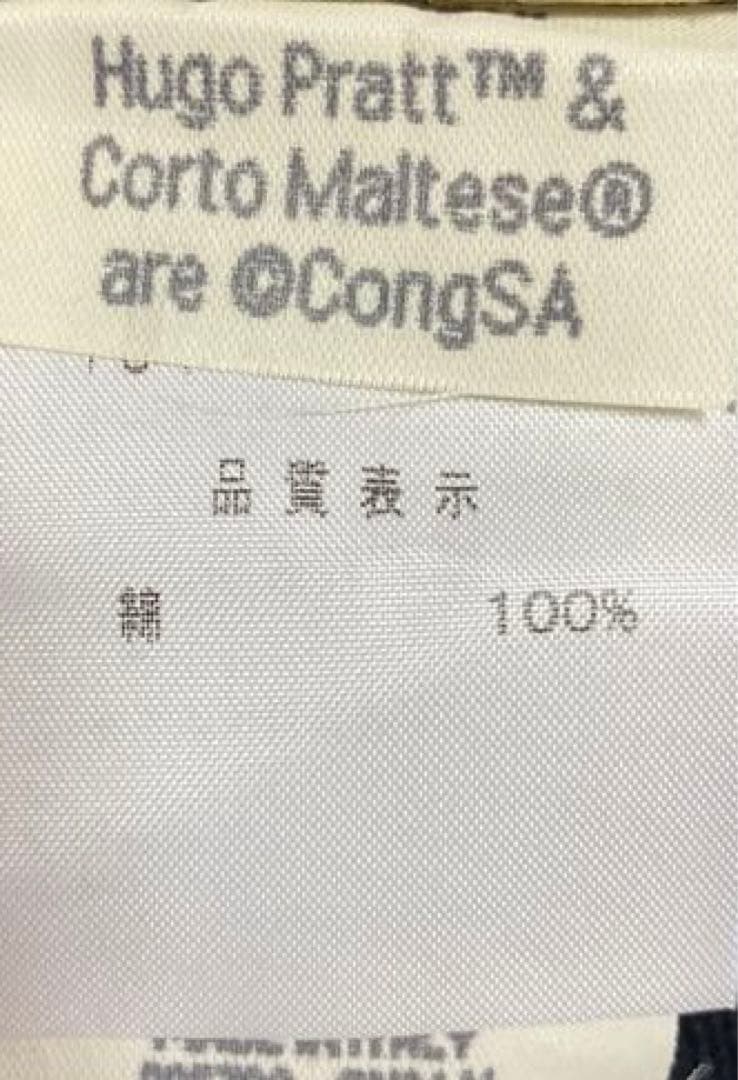 Hugo Pratt™ &
Corto Maltese®
are ©CongSA
品質表示
綿 100%